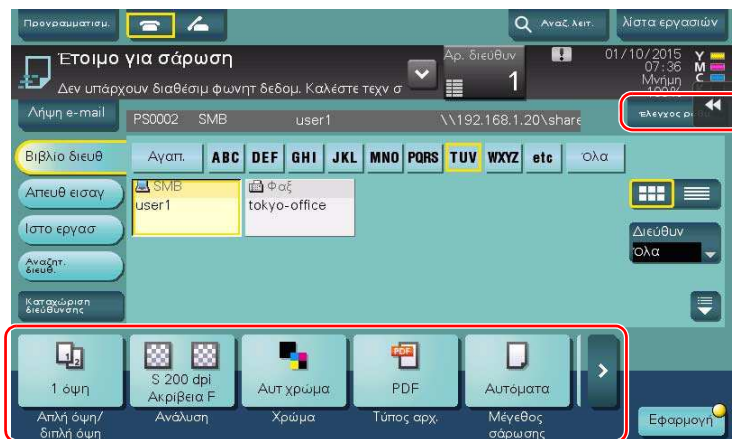 Προγραμματισμ.
Αναζ. λειτ.
λίστα εργασιών
Έτοιμο για σάρωση
Δεν υπάρχουν διαθέσιμ φωνητ δεδομ. Καλέστε τεχν σ
Αρ. διευθύν
1
01/10/2015
07:36
Μνήμη
100%
Y
M
C
K
Λήψη e-mail
PS0002 SMB user1 \\192.168.1.20\share
Έλεγχος
Βιβλίο διευθ
Αγαπ. ABC DEF GHI JKL MNO PQRS TUV WXYZ etc Όλα
Απευθ εισαγ
SMB
user1
Φαξ
tokyo-office
Ιστο εργασ
Διεύθυν
Όλα
Αναζητ.
διευθ.
Καταχώριση
διεύθυνσης
1 όψη
S 200 dpi
Ακρίβεια F
Αυτ χρώμα
PDF
PDF
Αυτόματα
Απλή όψη/
διπλή όψη
Ανάλυση
Χρώμα
Τύπος αρχ.
Μέγεθος
σάρωσης
Εφαρμογή